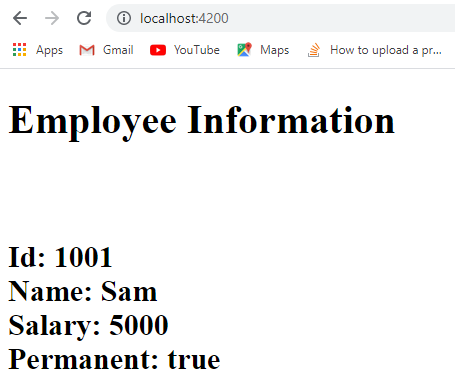 localhost:4200
Apps Gmail YouTube Maps How to upload a pr...
Employee Information
Id: 1001
Name: Sam
Salary: 5000
Permanent: true